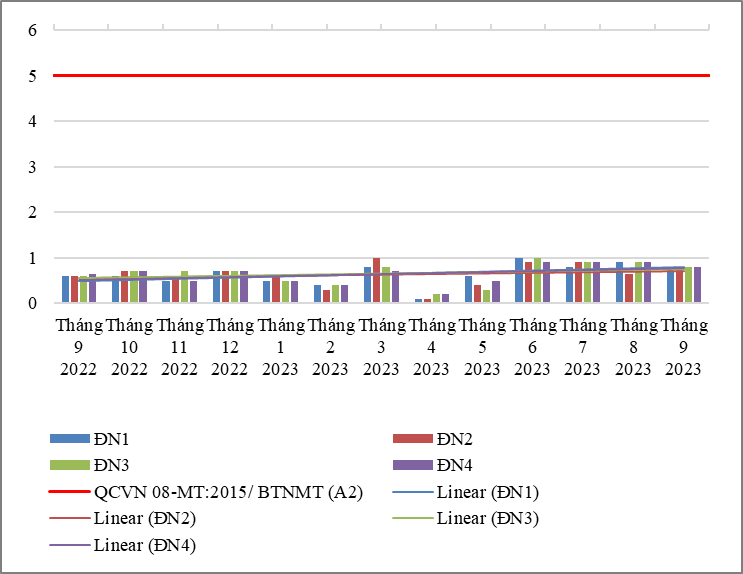 6
5
4
3
2
1
0
Tháng Tháng Tháng Tháng Tháng Tháng Tháng Tháng Tháng Tháng Tháng Tháng Tháng
9 10 11 12 1 2 3 4 5 6 7 8 9
2022 2022 2022 2022 2023 2023 2023 2023 2023 2023 2023 2023 2023
ĐN1 ĐN2
ĐN3 ĐN4
QCVN 08-MT:2015/ BTNMT (A2) Linear (ĐN1)
Linear (ĐN2) Linear (ĐN3)
Linear (ĐN4)